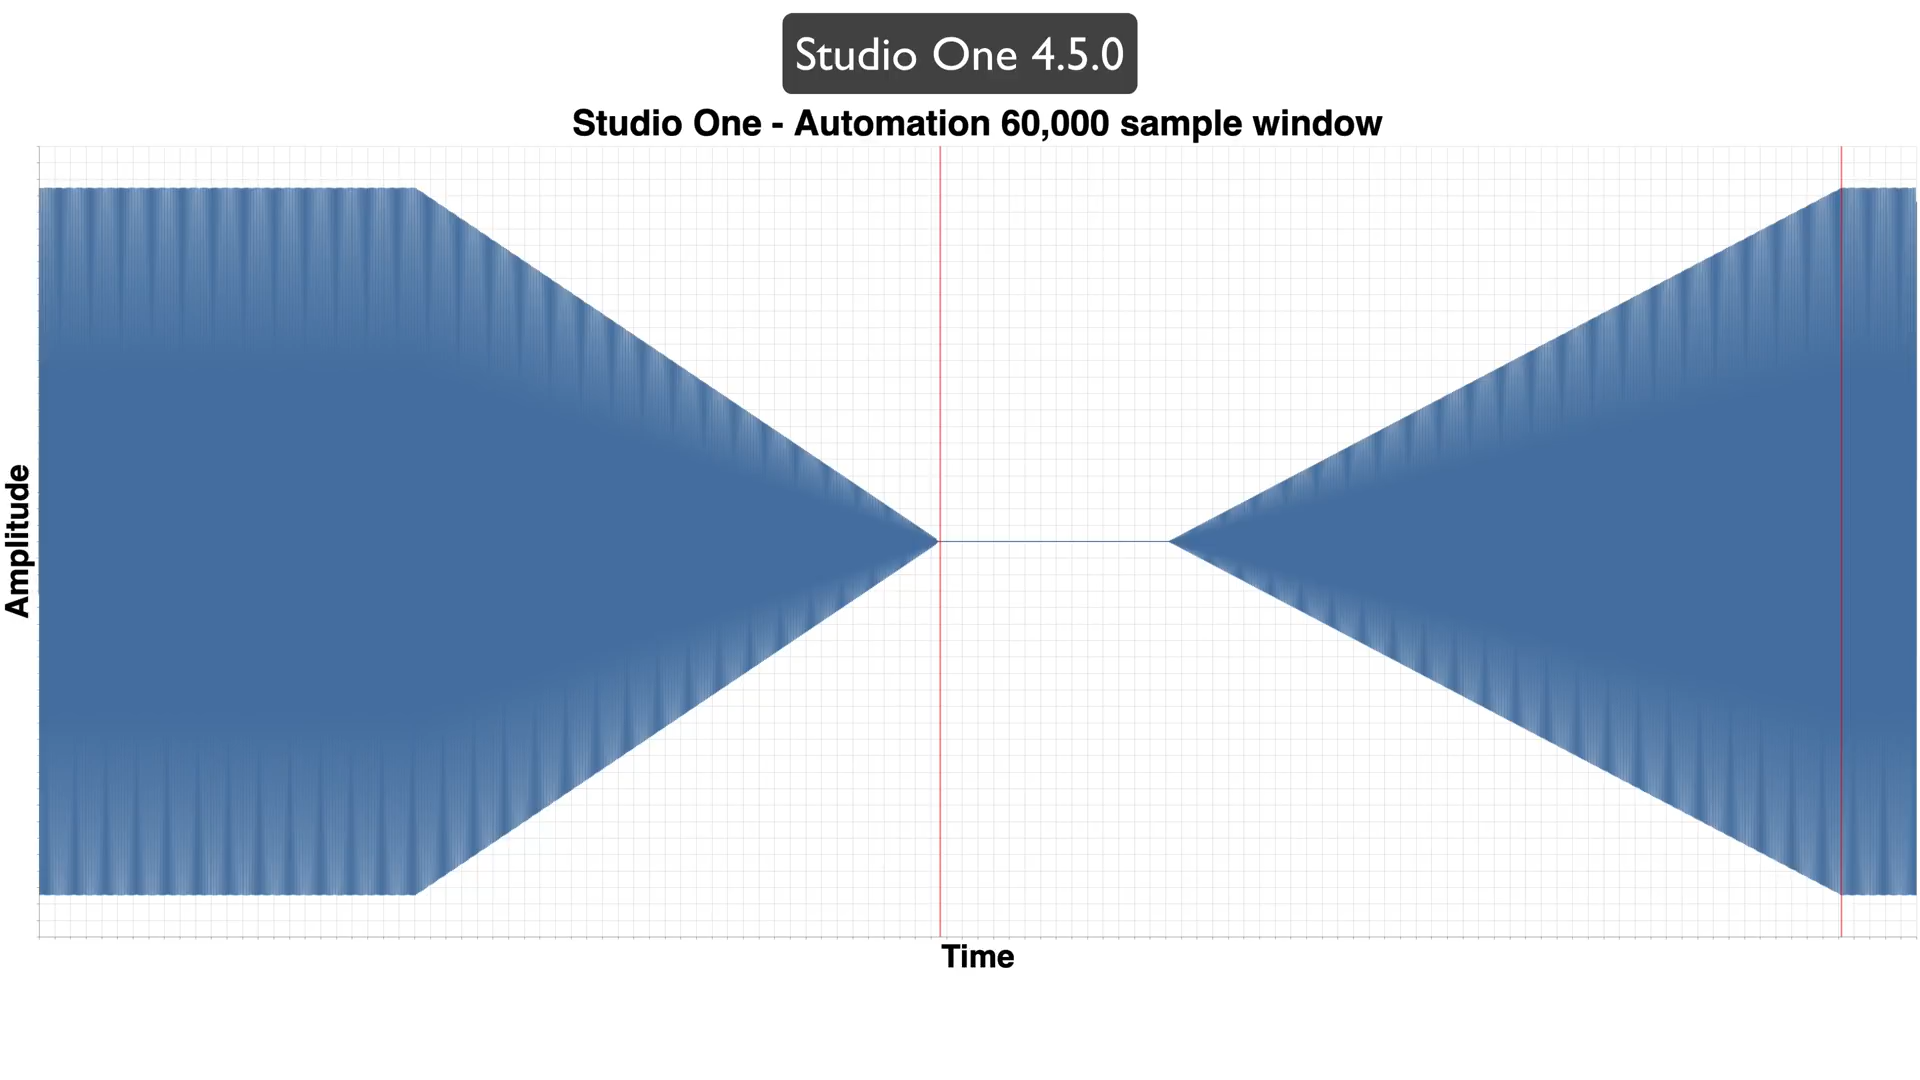 Studio One 4.5.0
Studio One - Automation 60,000 sample window
Amplitude
Time